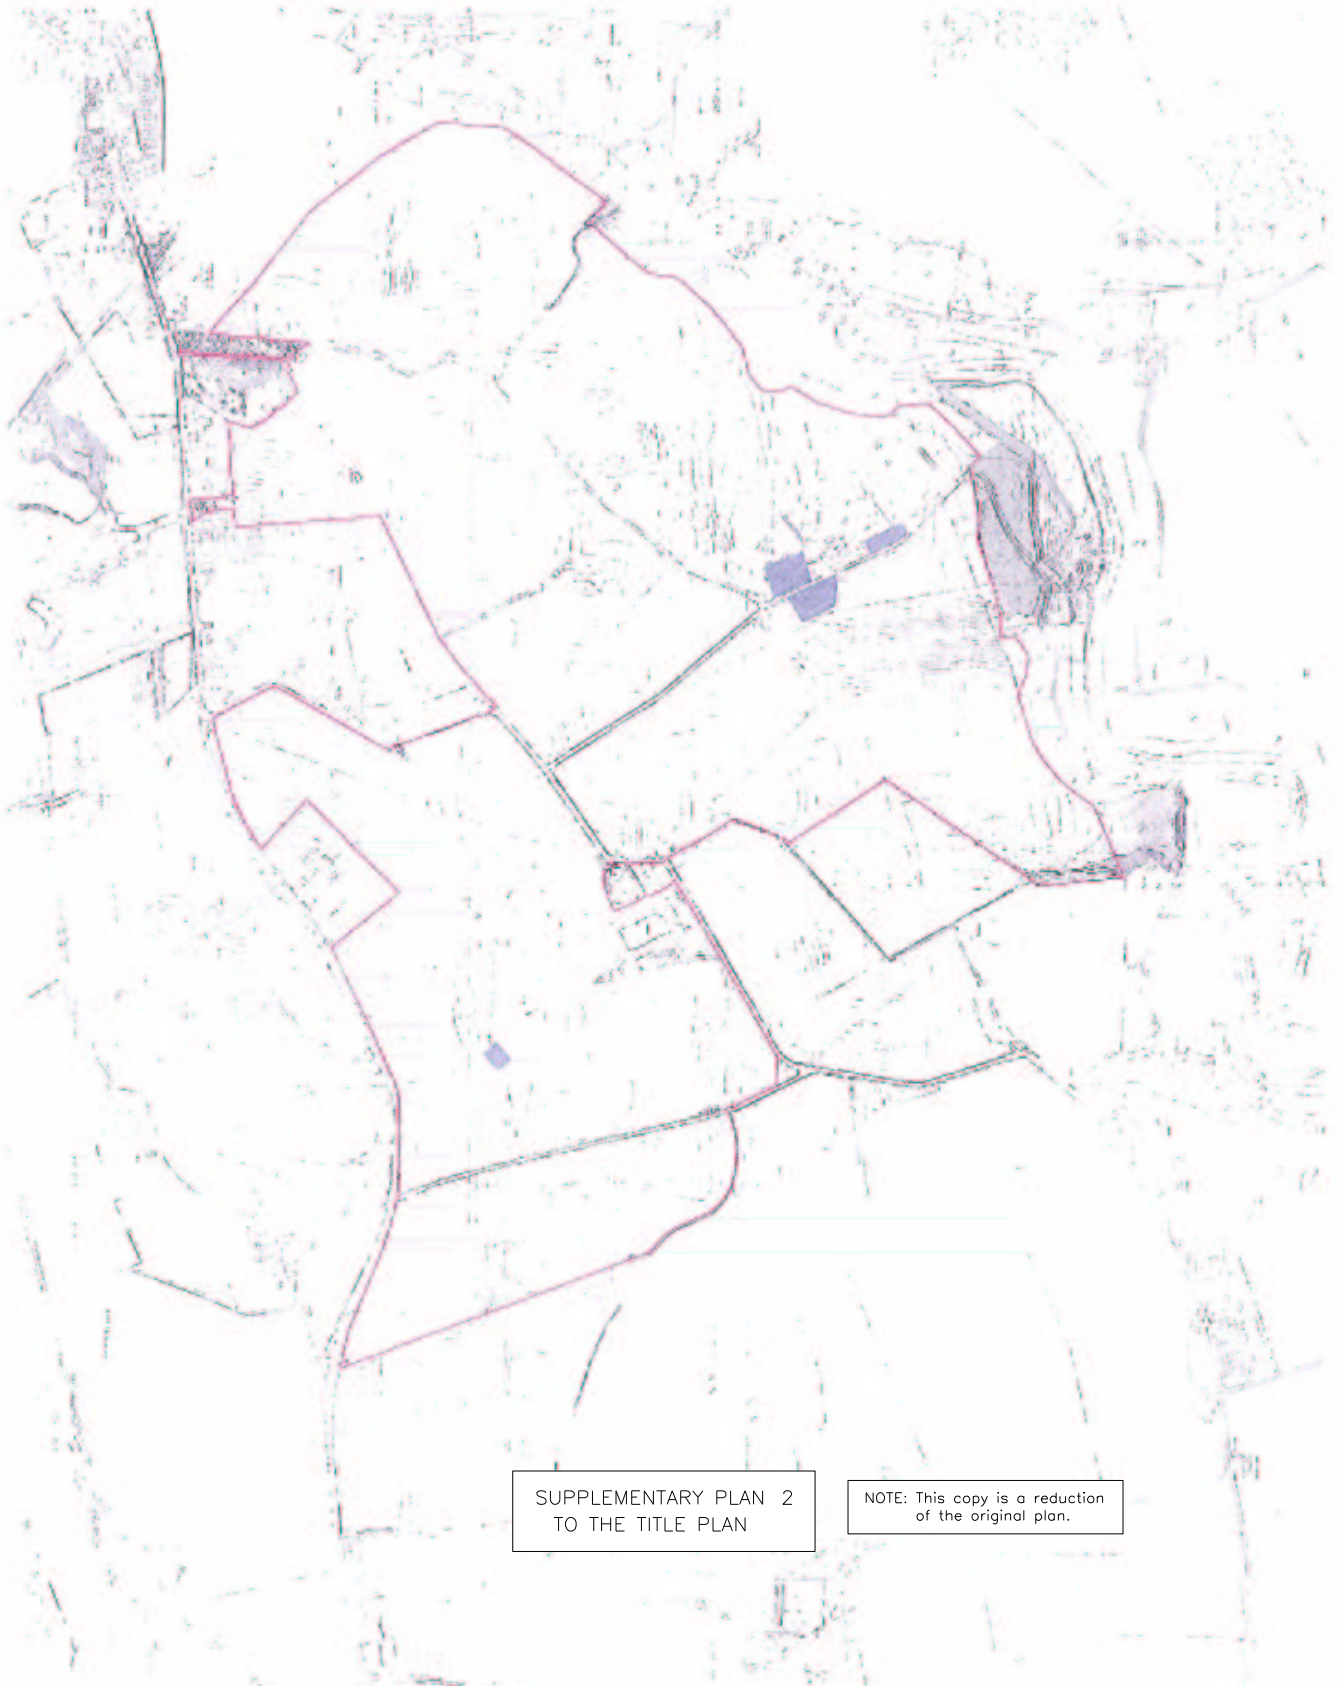 SUPPLEMENTARY PLAN 2
TO THE TITLE PLAN
NOTE: This copy is a reduction
of the original plan.